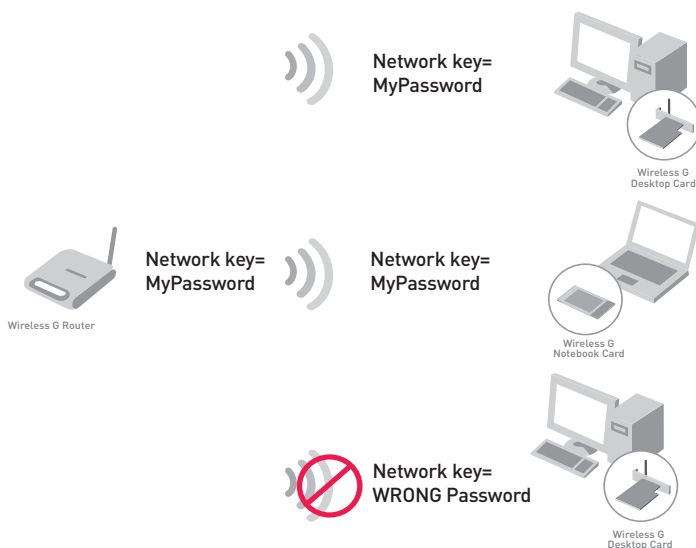 Network key=
MyPassword
Wireless G
Desktop Card
Wireless G Router
Network key=
MyPassword
Network key=
MyPassword
Wireless G
Notebook Card
Network key=
WRONG Password
Wireless G
Desktop Card